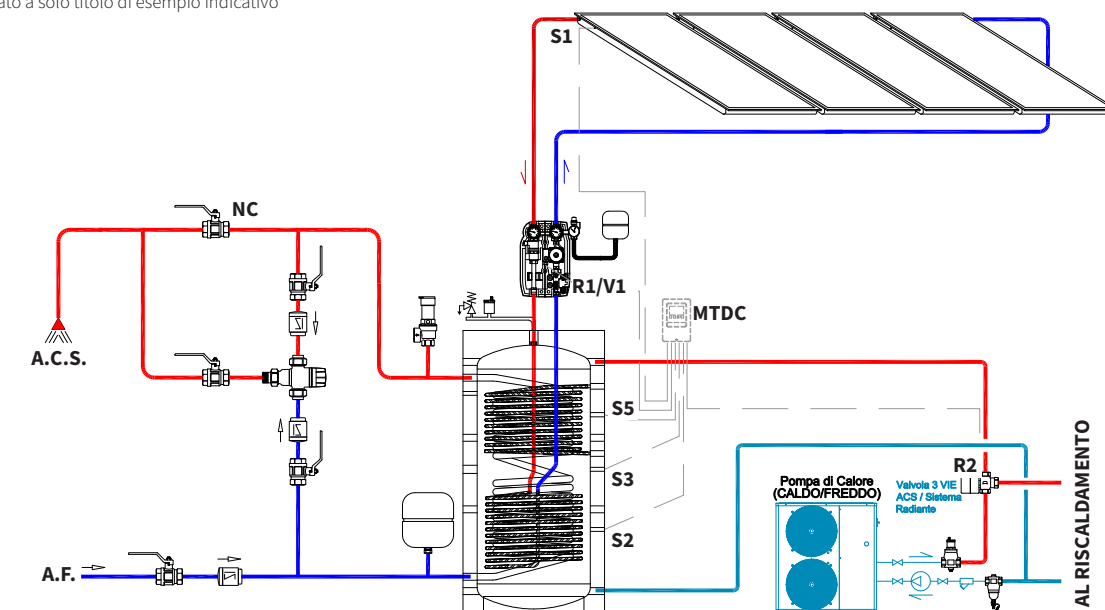 ato a solo titolo di esempio indicativo
S1
NC
R1/V1
MTDC
A.C.S.
S5
S3
R2
Pompa di Calore
(CALDO/FREDDO)
Valvola 3 VIE
ACS / Sistema
Radiante
S2
A.F.
AL RISCALDAMENTO